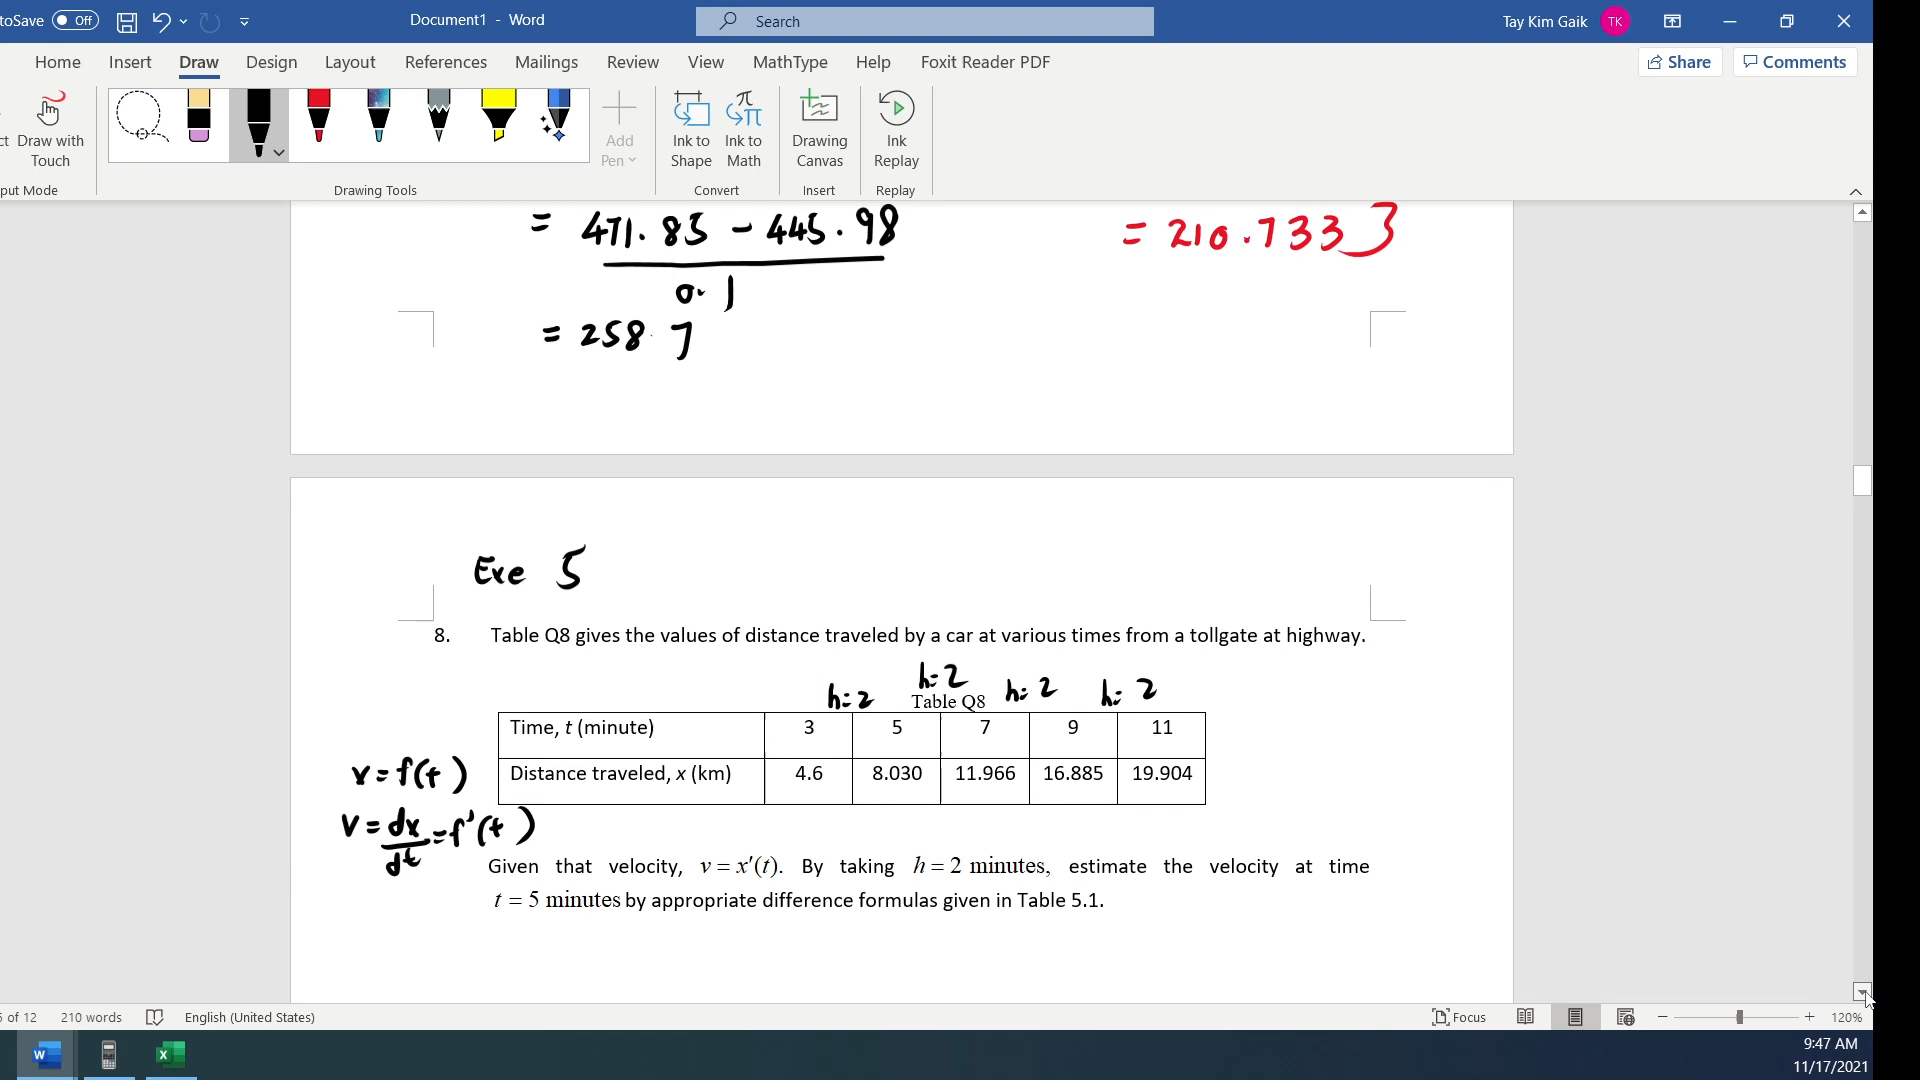 toSave Off Document1 - Word Search Tay Kim Gaik TK
Home Insert Draw Design Layout References Mailings Review View MathType Help Foxit Reader PDF Share Comments
ct Draw with Touch Add Pen Ink to Shape Ink to Math Drawing Canvas Ink Replay
put Mode Drawing Tools Convert Insert Replay
= 471.85 - 445.98
0.1
= 258.7
= 210.733
Exe 5
8. Table Q8 gives the values of distance traveled by a car at various times from a tollgate at highway.
h=2 h=2 h=2 h=2
Table Q8
Time, t (minute) 3 5 7 9 11
Distance traveled, x (km) 4.6 8.030 11.966 16.885 19.904
x = f(t)
v = dx/dt = f'(t)
Given that velocity, v = x′(t). By taking h = 2 minutes, estimate the velocity at time
t = 5 minutes by appropriate difference formulas given in Table 5.1.
of 12 210 words English (United States) Focus 120%
9:47 AM
11/17/2021